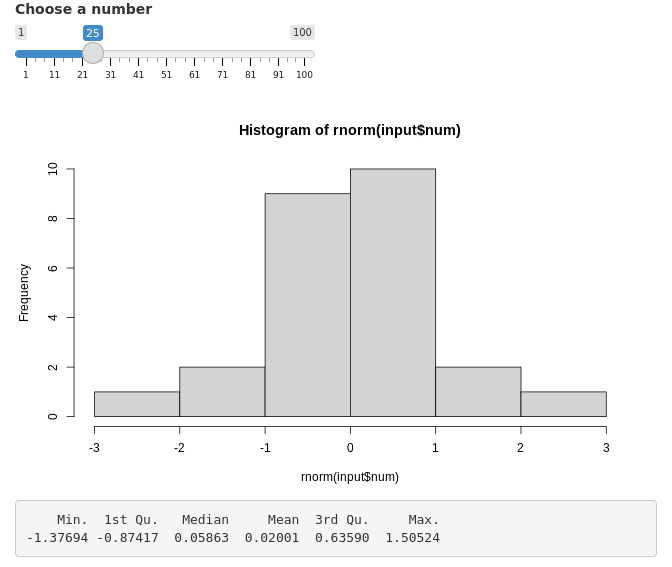 Choose a number
1 25 100
1 11 21 31 41 51 61 71 81 91 100
Histogram of rnorm(input$num)
10
8
6
4
2
0
Frequency
-3 -2 -1 0 1 2 3
rnorm(input$num)
Min. 1st Qu. Median Mean 3rd Qu. Max.
-1.37694 -0.87417 0.05863 0.02001 0.63590 1.50524